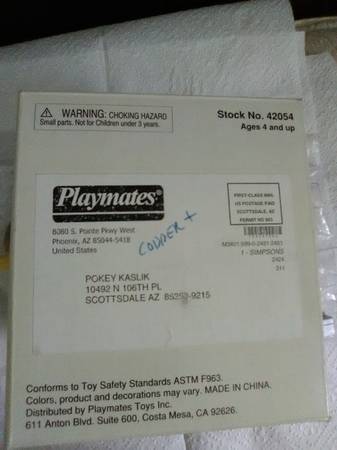 WARNING: CHOKING HAZARD
Small parts. Not for Children under 3 years.
Stock No. 42054
Ages 4 and up
Playmates®
8060 S. Pointe Pkwy West
Phoenix, AZ 85044-5418
United States
FIRST-CLASS MAIL
US POSTAGE PAID
SCOTTSDALE, AZ
PERMIT NO
1 - SIMPSONS
2424
311
POKEY KASLIK
10492 N 106TH PL
SCOTTSDALE AZ 85253-9215
Conforms to Toy Safety Standards ASTM F963.
Colors, product and decorations may vary. MADE IN CHINA.
Distributed by Playmates Toys Inc.
611 Anton Blvd. Suite 600, Costa Mesa, CA 92626.